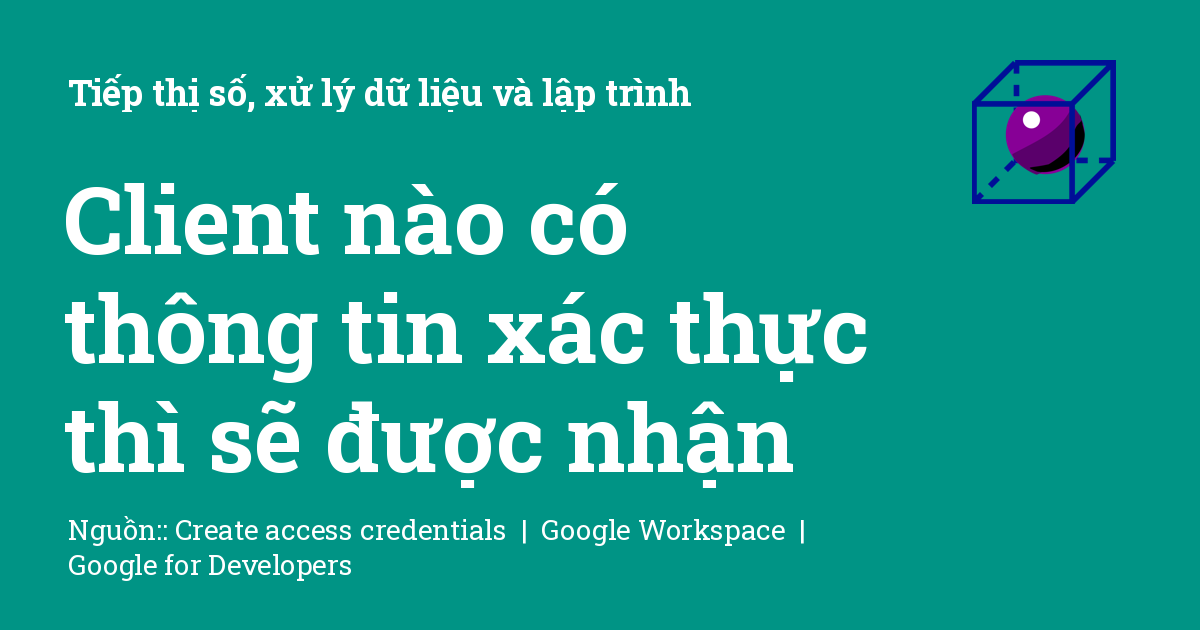 Tiếp thị số, xử lý dữ liệu và lập trình
Client nào có
thông tin xác thực
thì sẽ được nhận
Nguồn:: Create access credentials | Google Workspace |
Google for Developers